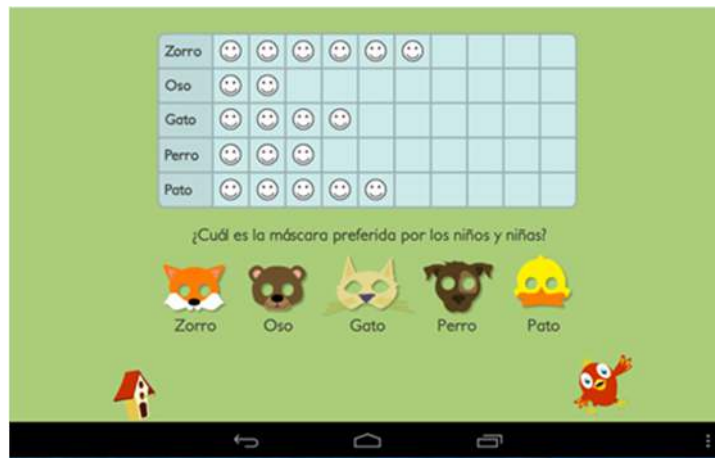 Zorro
Oso
Gato
Perro
Pato
¿Cuál es la máscara preferida por los niños y niñas?
Zorro Oso Gato Perro Pato